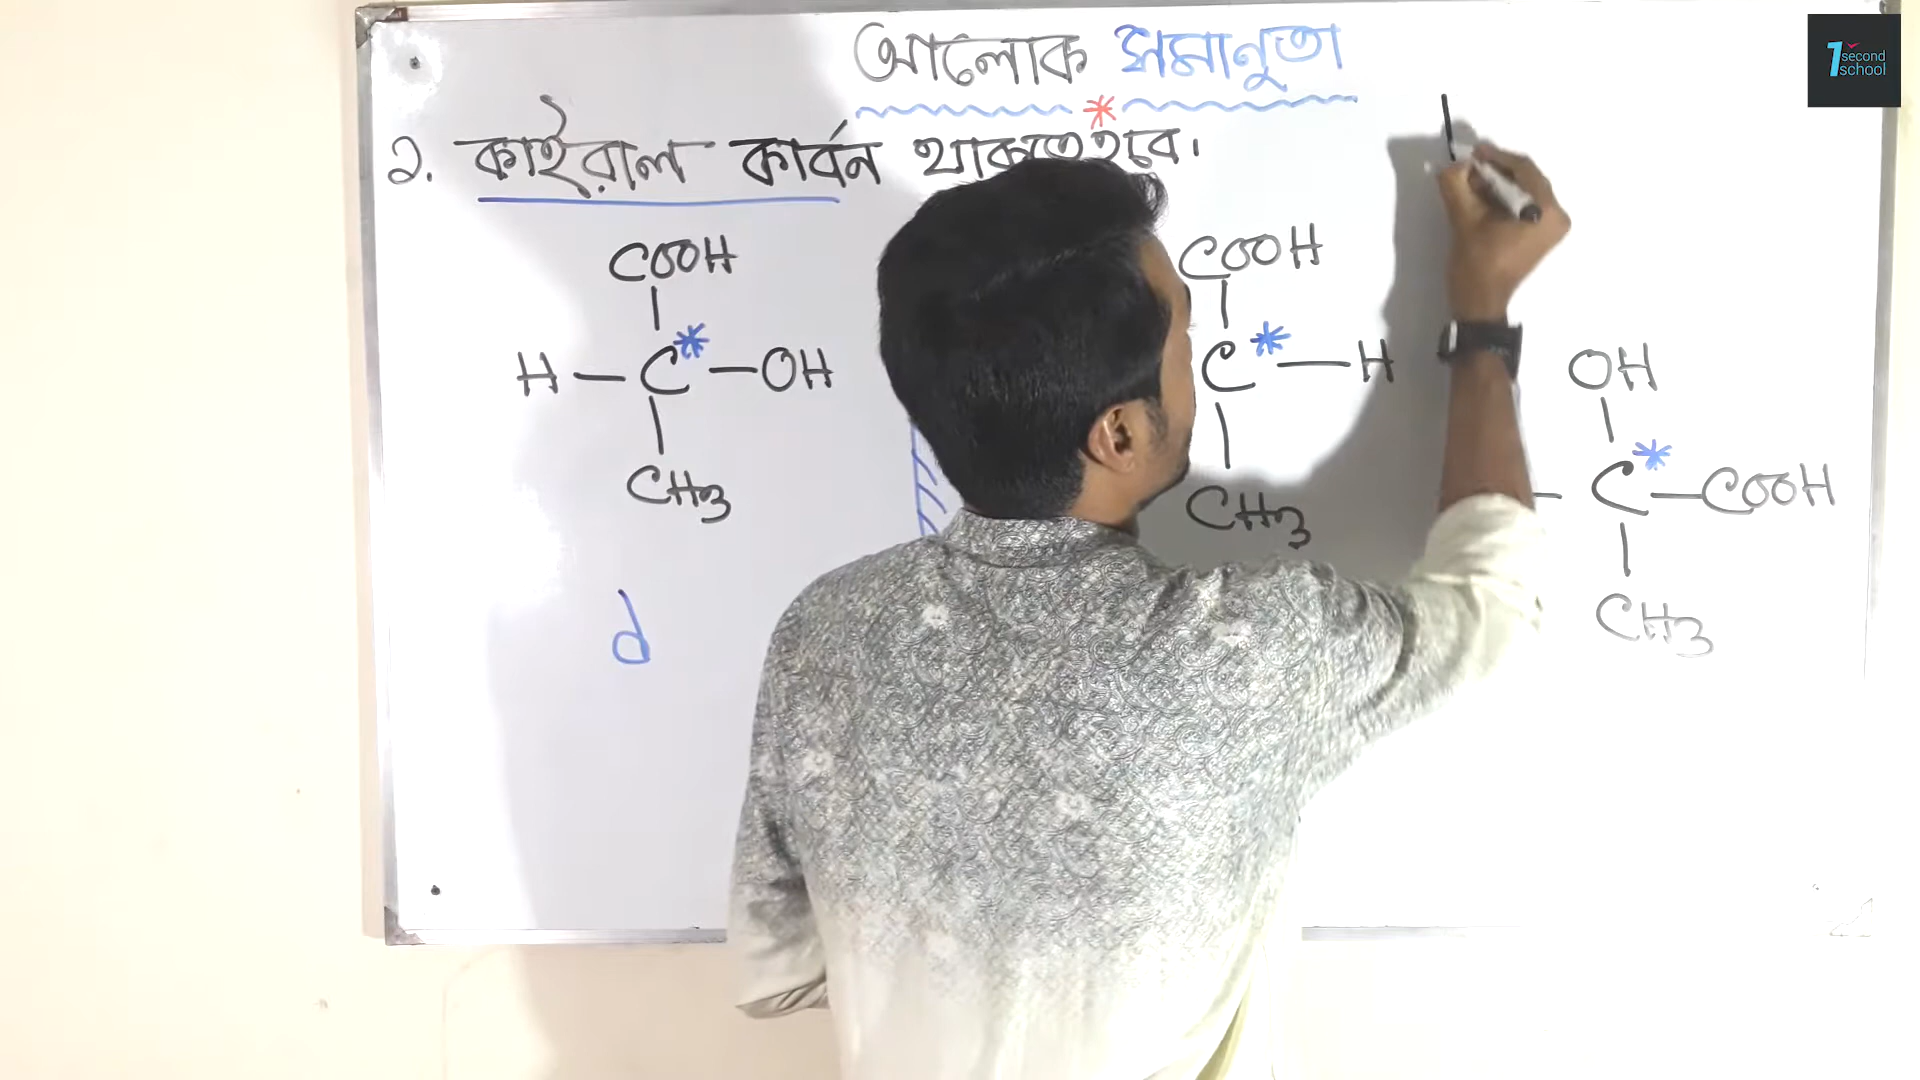 আলোক সমানুতা
*
২. কাইরাল কার্বন থাকতে হবে।
COOH
H – C* – OH
CH3
d
COOH
C* — H
CH3
OH
– C* – COOH
CH3
1 second school